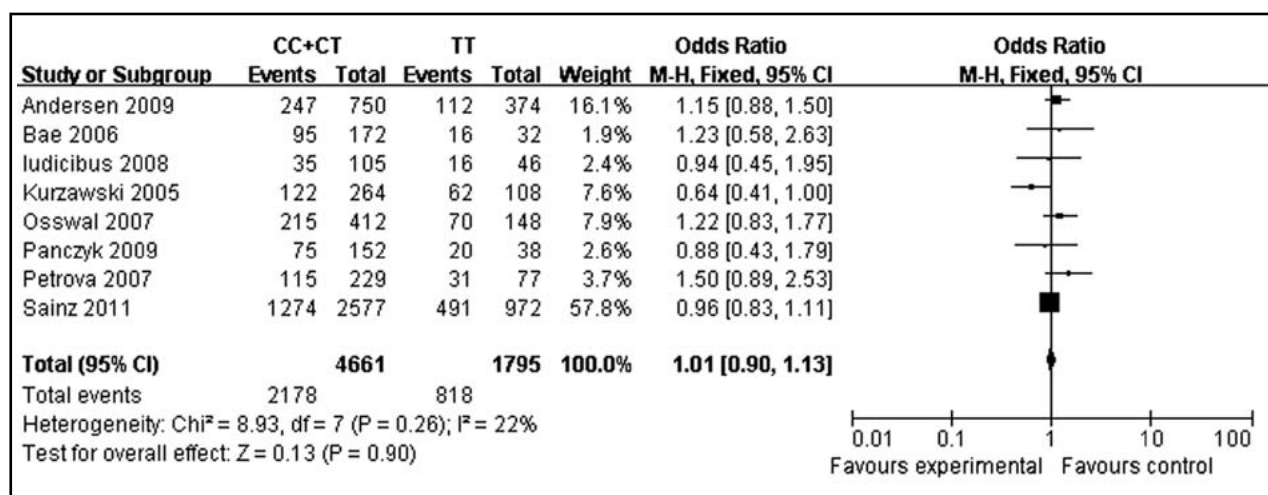 CC+CT TT Odds Ratio Odds Ratio
Study or Subgroup Events Total Events Total Weight M-H, Fixed, 95% CI M-H, Fixed, 95% CI
Andersen 2009 247 750 112 374 16.1% 1.15 [0.88, 1.50]
Bae 2006 95 172 16 32 1.9% 1.23 [0.58, 2.63]
Iudicibus 2008 35 105 16 46 2.4% 0.94 [0.45, 1.95]
Kurzawski 2005 122 264 62 108 7.6% 0.64 [0.41, 1.00]
Osswal 2007 215 412 70 148 7.9% 1.22 [0.83, 1.77]
Panczyk 2009 75 152 20 38 2.6% 0.88 [0.43, 1.79]
Petrova 2007 115 229 31 77 3.7% 1.50 [0.89, 2.53]
Sainz 2011 1274 2577 491 972 57.8% 0.96 [0.83, 1.11]
Total (95% CI) 4661 1795 100.0% 1.01 [0.90, 1.13]
Total events 2178 818
Heterogeneity: Chi² = 8.93, df = 7 (P = 0.26); I² = 22%
Test for overall effect: Z = 0.13 (P = 0.90)
0.01 0.1 1 10 100
Favours experimental Favours control